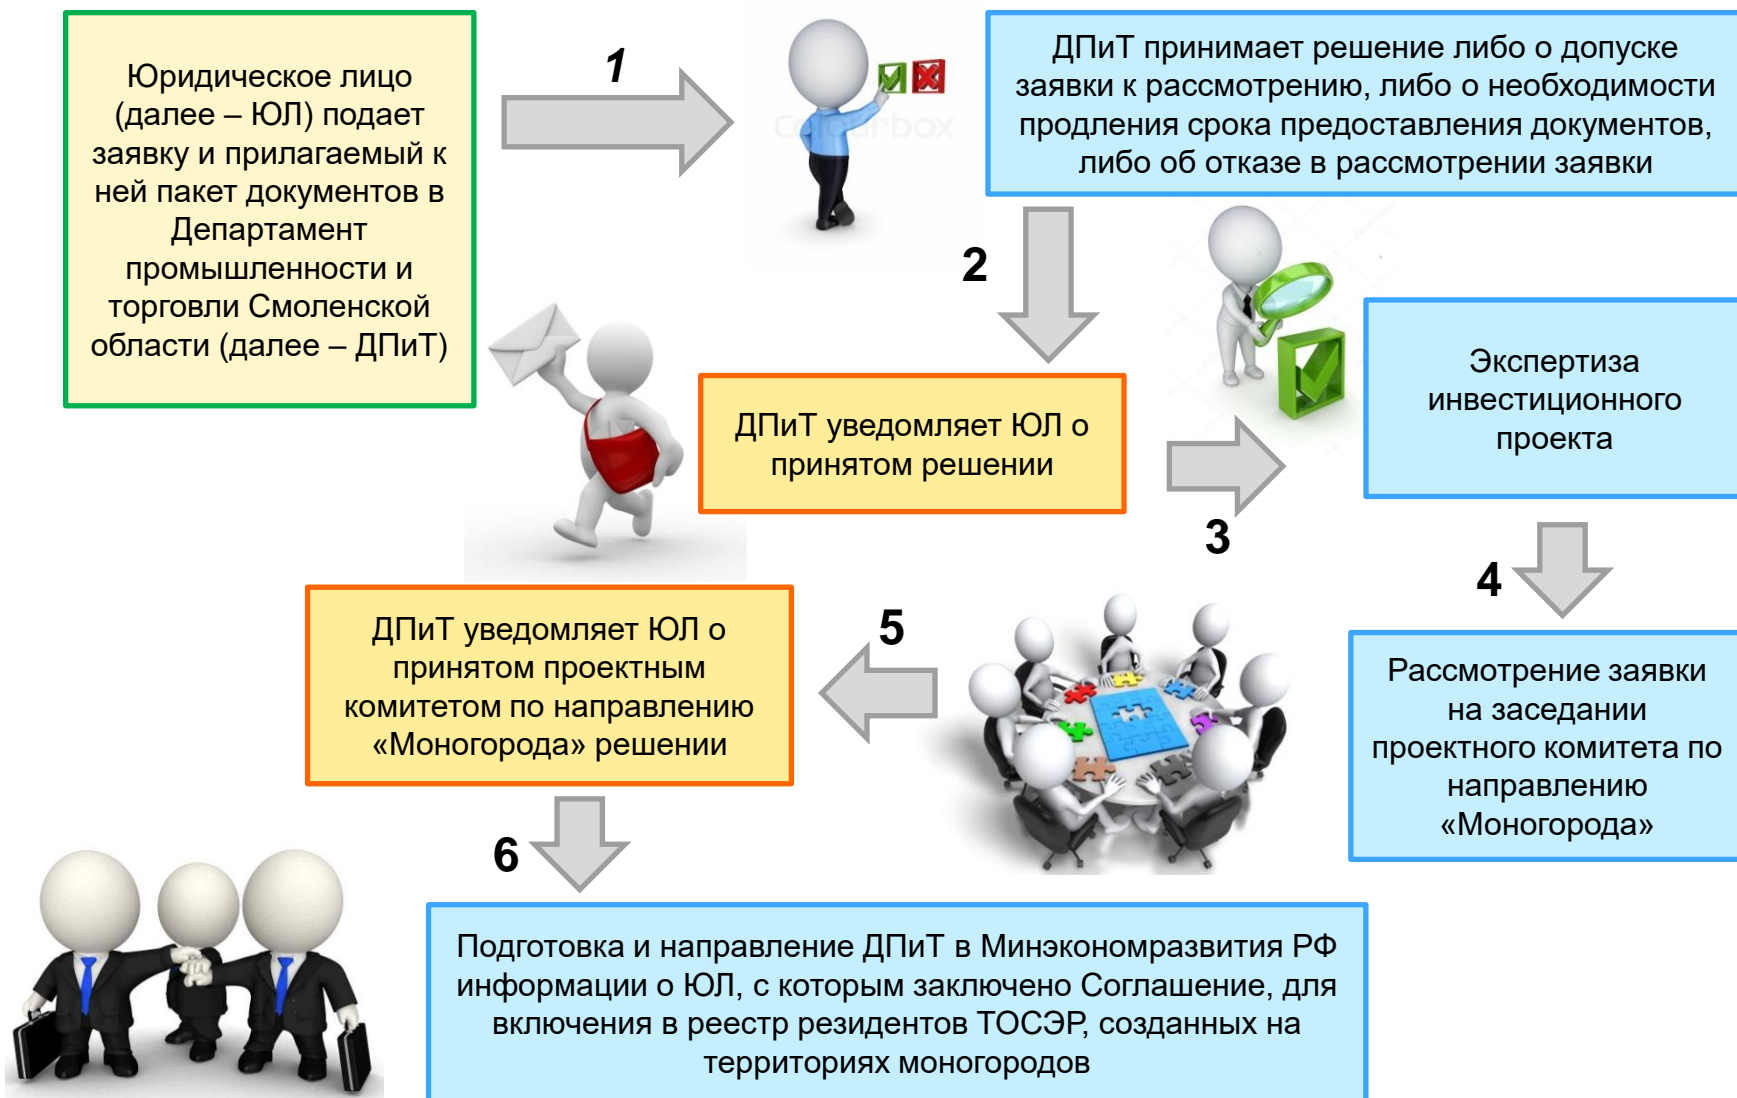 Юридическое лицо
(далее – ЮЛ) подает
заявку и прилагаемый к
ней пакет документов в
Департамент
промышленности и
торговли Смоленской
области (далее – ДПиТ)
1
colourbox
ДПиТ принимает решение либо о допуске
заявки к рассмотрению, либо о необходимости
продления срока предоставления документов,
либо об отказе в рассмотрении заявки
2
ДПиТ уведомляет ЮЛ о
принятом решении
3
Экспертиза
инвестиционного
проекта
4
Рассмотрение заявки
на заседании
проектного комитета по
направлению
«Моногорода»
5
ДПиТ уведомляет ЮЛ о
принятом проектным
комитетом по направлению
«Моногорода» решении
6
Подготовка и направление ДПиТ в Минэкономразвития РФ
информации о ЮЛ, с которым заключено Соглашение, для
включения в реестр резидентов ТОСЭР, созданных на
территориях моногородов